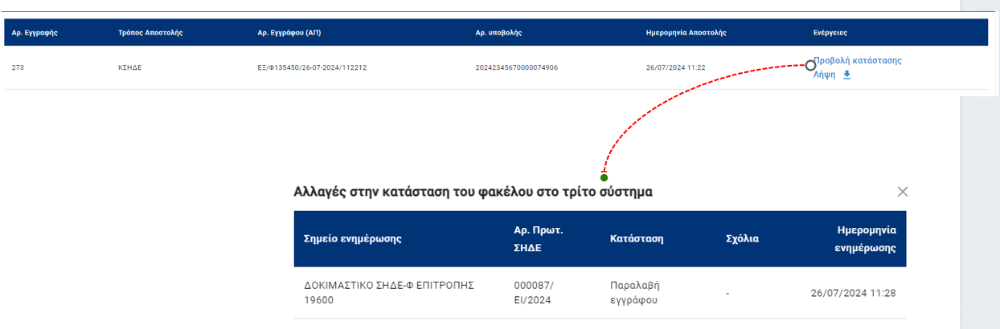 Αρ. Εγγραφής Τρόπος Αποστολής Αρ. Εγγράφου (ΑΠ) Αρ. υποβολής Ημερομηνία Αποστολής Ενέργειες
273 ΚΣΗΔΕ ΕΞ/Φ135450/26-07-2024/112212 20242345670000074906 26/07/2024 11:22 Προβολή κατάστασης
Λήψη
Αλλαγές στην κατάσταση του φακέλου στο τρίτο σύστημα
Σημείο ενημέρωσης Αρ. Πρωτ. ΣΗΔΕ Κατάσταση Σχόλια Ημερομηνία ενημέρωσης
ΔΟΚΙΜΑΣΤΙΚΟ ΣΗΔΕ-Φ ΕΠΙΤΡΟΠΗΣ 000087/ Παραλαβή - 26/07/2024 11:28
19600 ΕΙ/2024 εγγράφου